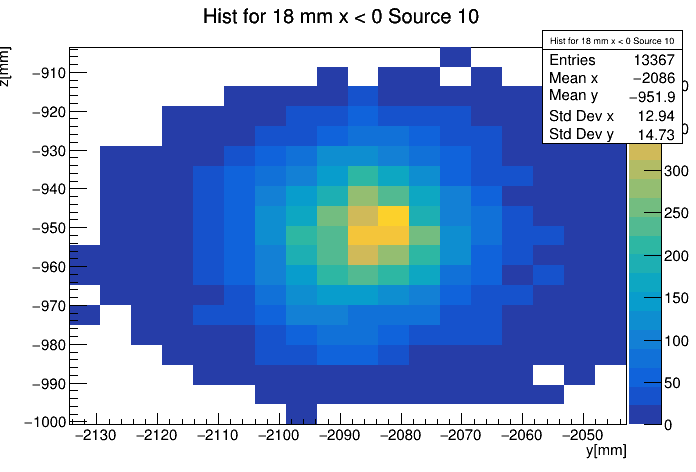 Hist for 18 mm x < 0 Source 10
z[mm]
Hist for 18 mm x < 0 Source 10
Entries 13367
Mean x −2086
Mean y −951.9
Std Dev x 12.94
Std Dev y 14.73
−910
−920
−930
−940
−950
−960
−970
−980
−990
−1000
−2130 −2120 −2110 −2100 −2090 −2080 −2070 −2060 −2050
y[mm]
300
250
200
150
100
50
0